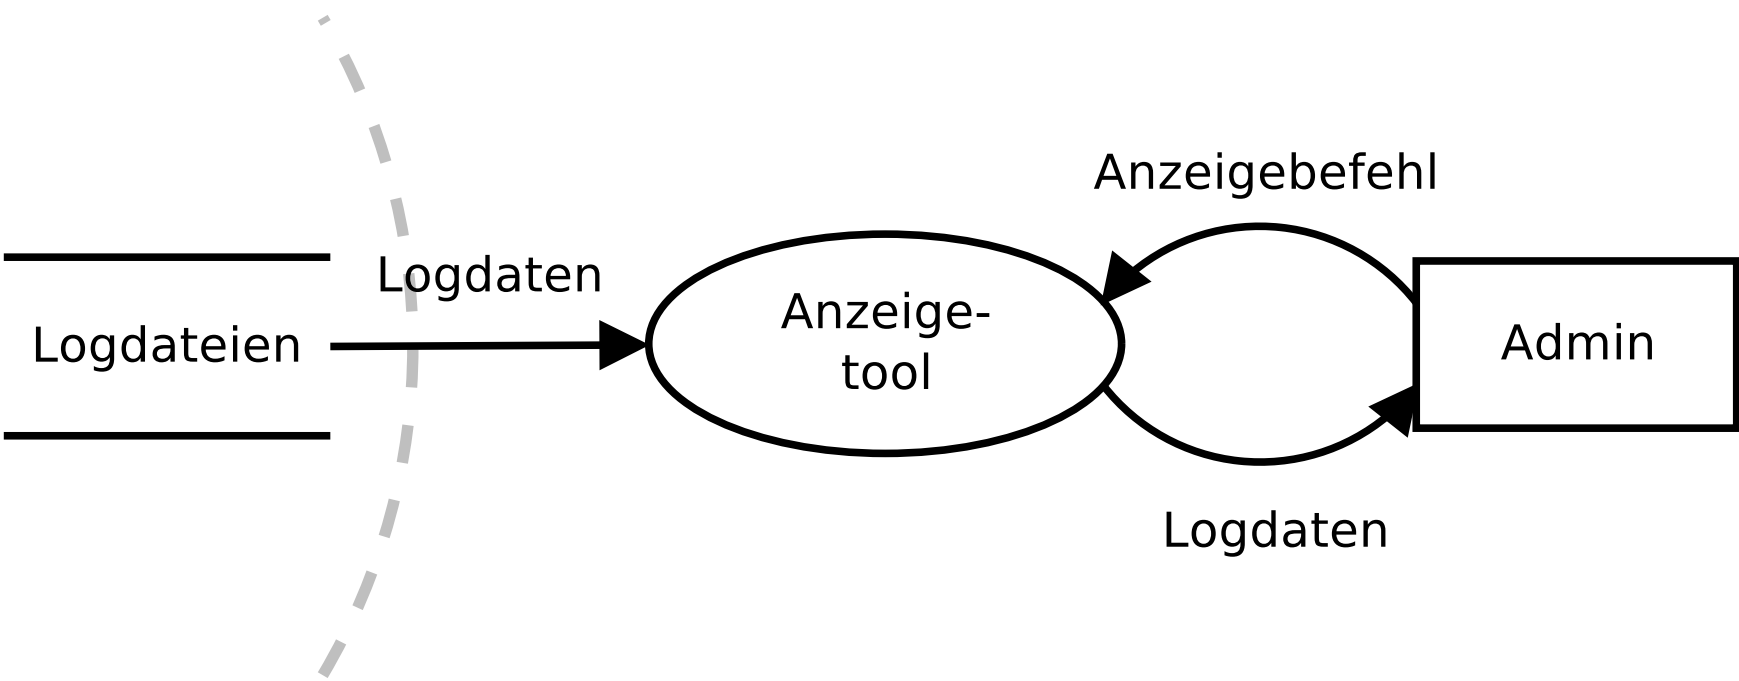 Anzeigebefehl
Logdaten
Logdateien
Anzeige-
tool
Admin
Logdaten